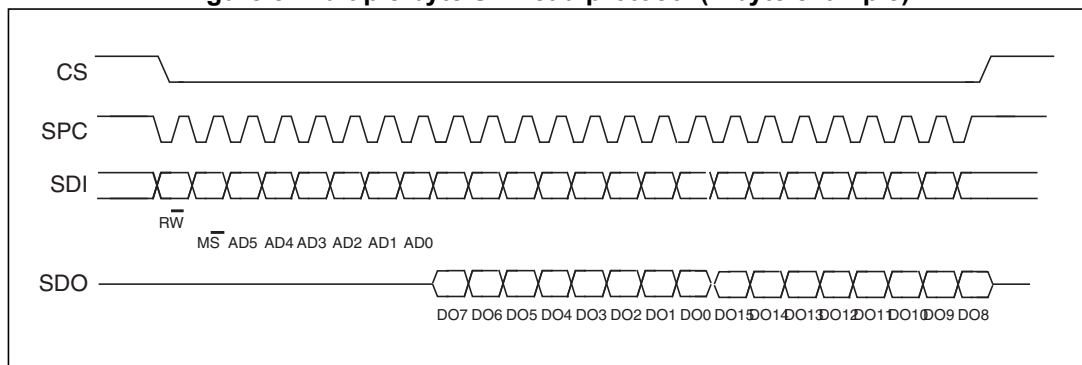 CS
SPC
SDI
RW
MS AD5 AD4 AD3 AD2 AD1 AD0
SDO
DO7 DO6 DO5 DO4 DO3 DO2 DO1 DO0 DO15 DO14 DO13 DO12 DO11 DO10 DO9 DO8